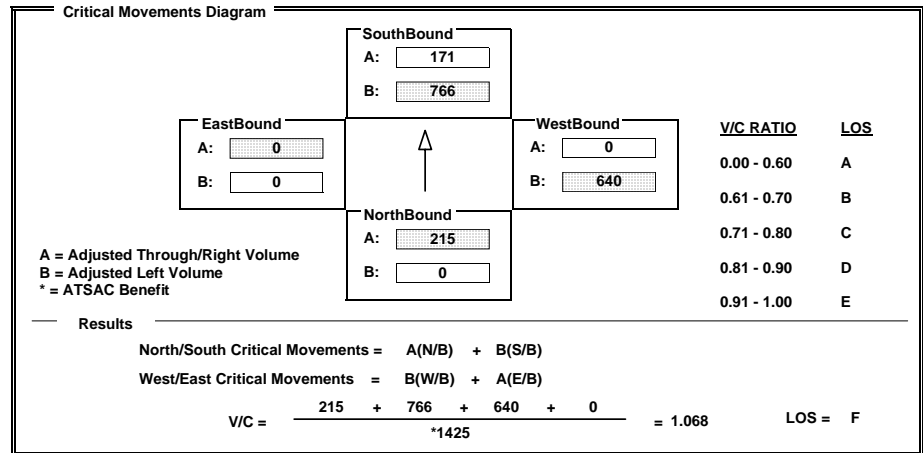 Critical Movements Diagram
SouthBound
A: 171
B: 766
EastBound
A: 0
B: 0
WestBound
A: 0
B: 640
NorthBound
A: 215
B: 0
V/C RATIO LOS
0.00 - 0.60 A
0.61 - 0.70 B
0.71 - 0.80 C
0.81 - 0.90 D
0.91 - 1.00 E
A = Adjusted Through/Right Volume
B = Adjusted Left Volume
* = ATSAC Benefit
Results
North/South Critical Movements = A(N/B) + B(S/B)
West/East Critical Movements = B(W/B) + A(E/B)
215 + 766 + 640 + 0
V/C = = 1.068 LOS = F
*1425